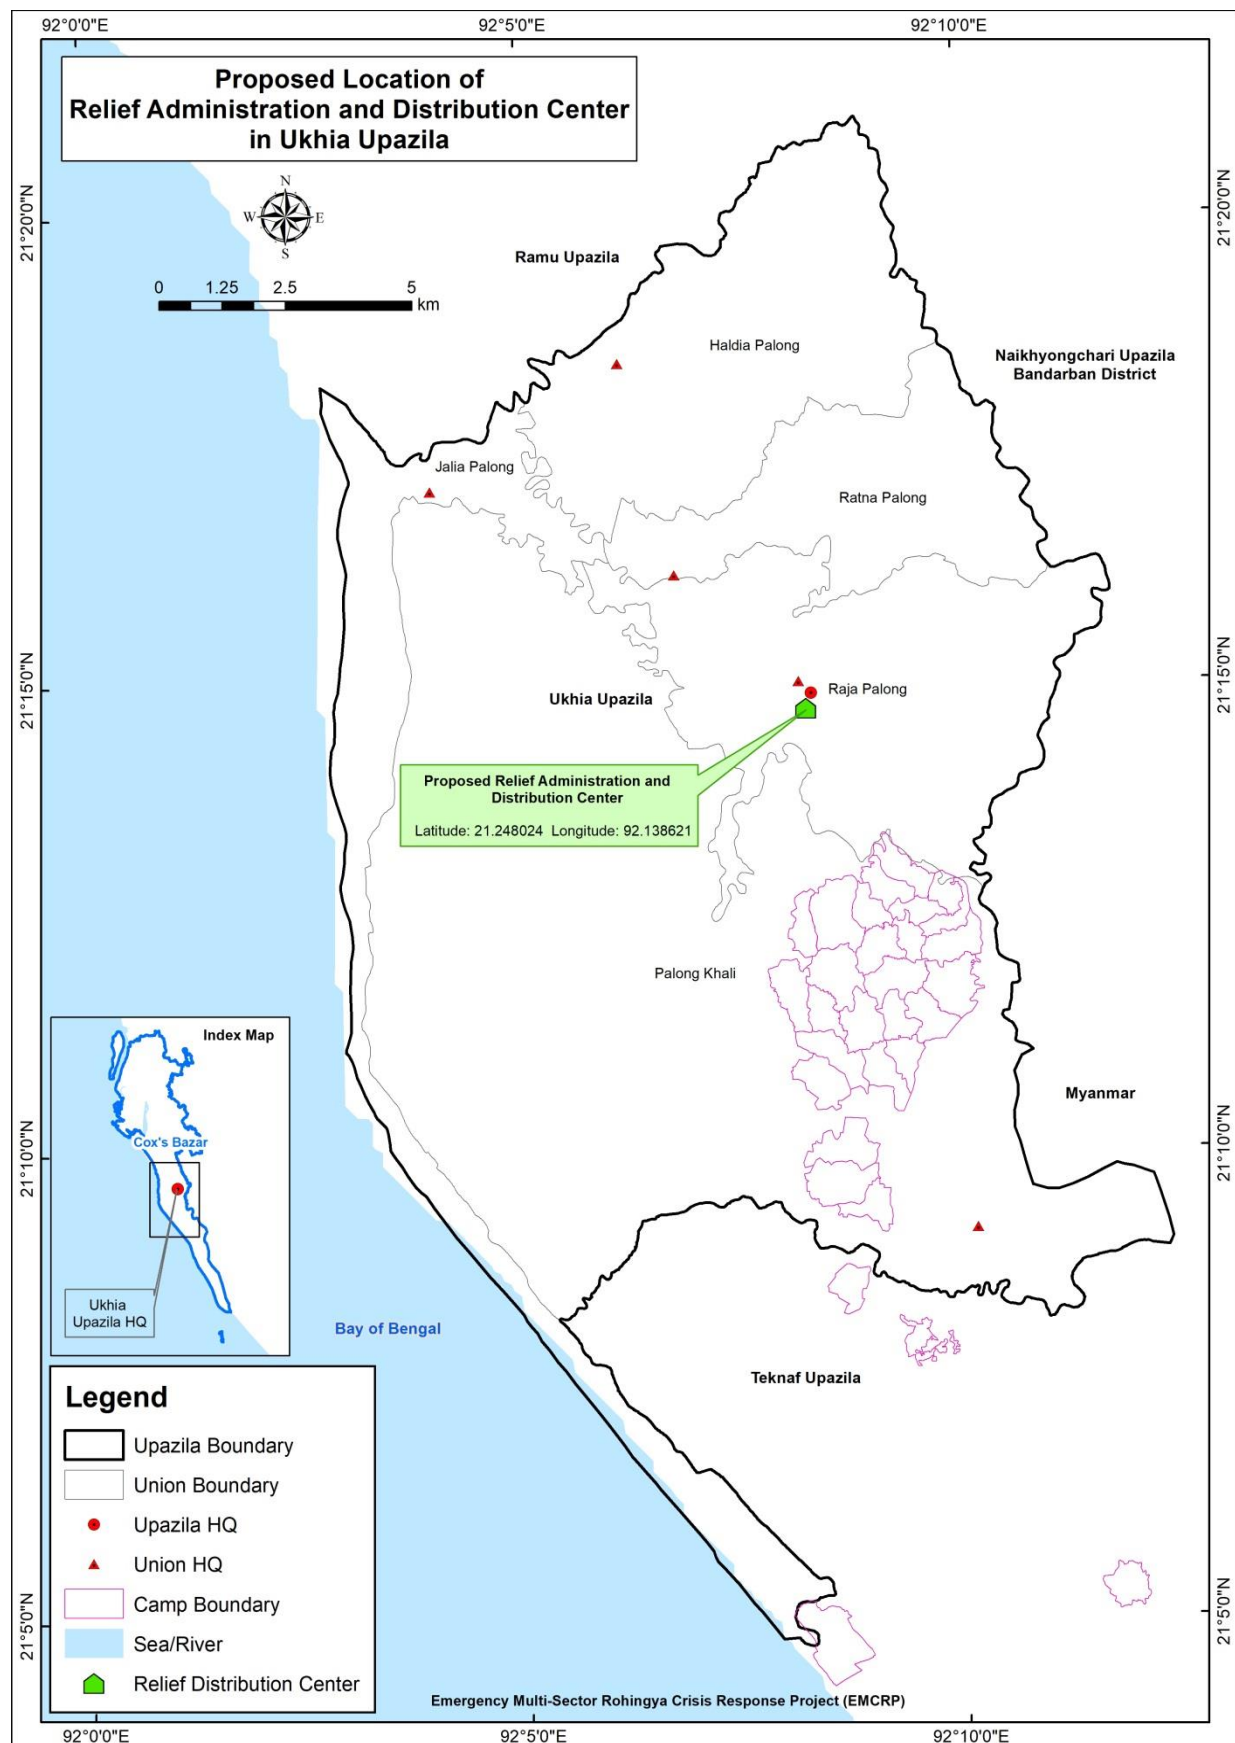 92°0'0"E
92°5'0"E
92°10'0"E
Proposed Location of
Relief Administration and Distribution Center
in Ukhia Upazila
N
W E
S
21°20'0"N
21°20'0"N
0 1.25 2.5 5
km
Ramu Upazila
Haldia Palong
Naikhyongchari Upazila
Bandarban District
Jalia Palong
Ratna Palong
21°15'0"N
21°15'0"N
Ukhia Upazila
Raja Palong
Proposed Relief Administration and
Distribution Center
Latitude: 21.248024 Longitude: 92.138621
Palong Khali
Index Map
Cox's Bazar
Ukhia
Upazila HQ
Myanmar
21°10'0"N
21°10'0"N
Bay of Bengal
Teknaf Upazila
Legend
Upazila Boundary
Union Boundary
Upazila HQ
Union HQ
Camp Boundary
Sea/River
Relief Distribution Center
21°5'0"N
21°5'0"N
Emergency Multi-Sector Rohingya Crisis Response Project (EMCRP)
92°0'0"E
92°5'0"E
92°10'0"E